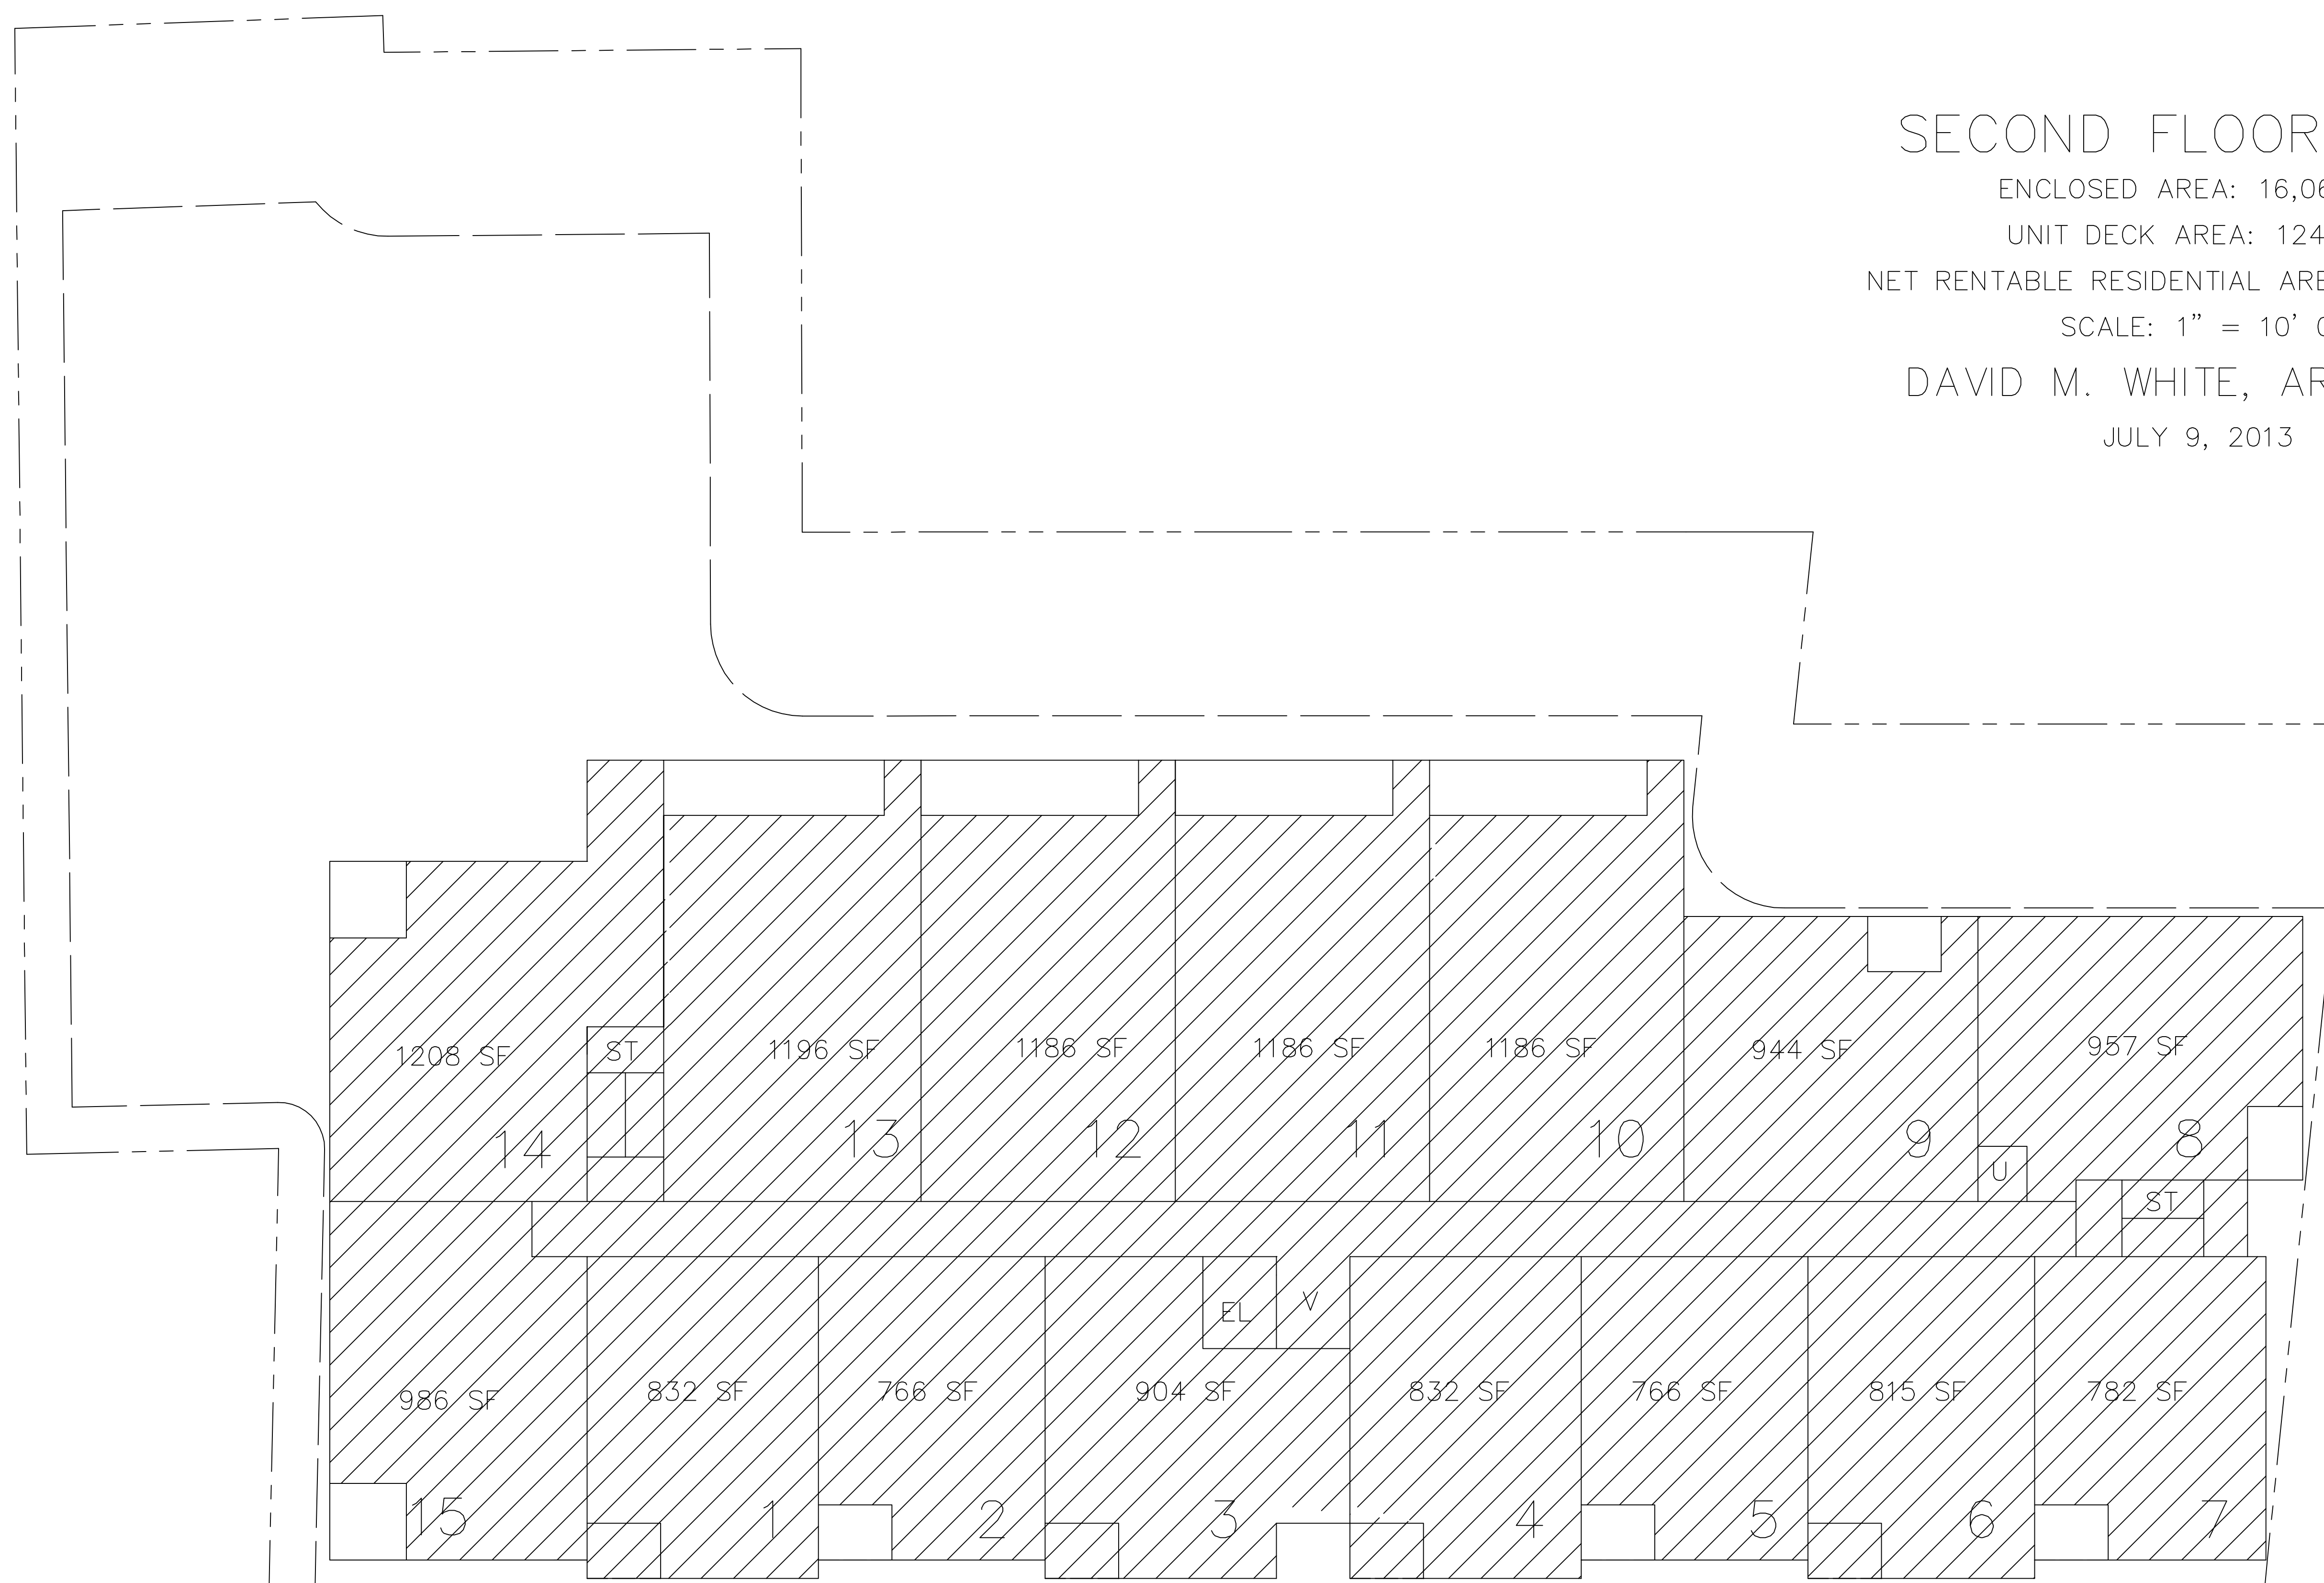 SECOND FLOOR
ENCLOSED AREA: 16,06
UNIT DECK AREA: 124
NET RENTABLE RESIDENTIAL
SCALE: 1" = 10'
DAVID M. WHITE,
JULY 9, 2013
1208 SF
ST
1196 SF
1186 SF
1186 SF
1186 SF
944 SF
957 SF
14
13
12
11
10
9
8
U
ST
EL
V
986 SF
832 SF
766 SF
904 SF
832 SF
766 SF
815 SF
782 SF
15
1
2
3
4
5
6
7